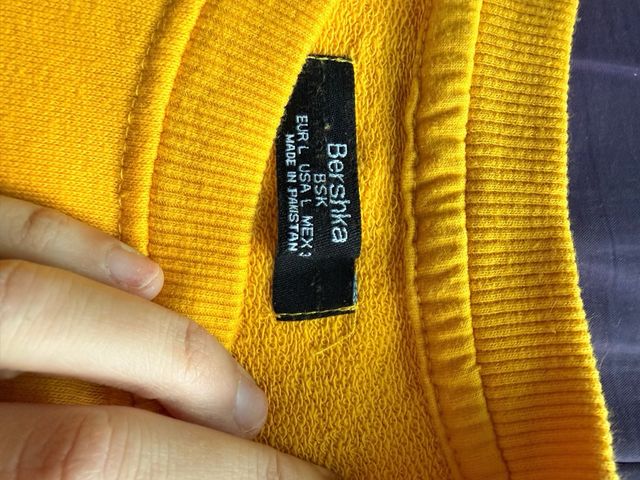 Bershka
BSK
EUR L USA L MEX
MADE IN PAKISTAN